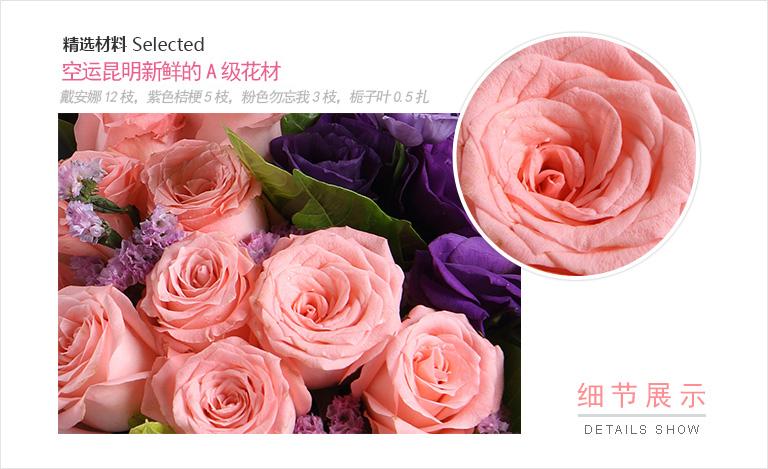 精选材料 Selected
空运昆明新鲜的 A 级花材
戴安娜 12 枝，紫色桔梗 5 枝，粉色勿忘我 3 枝，栀子叶 0.5 扎
细节展示
DETAILS SHOW